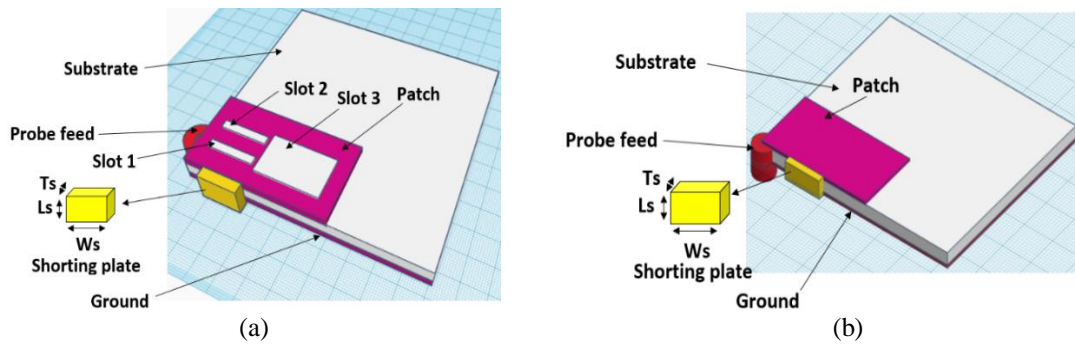 Substrate
Slot 2
Slot 3
Patch
Probe feed
Slot 1
Ts
Ls
Ws
Shorting plate
Ground
(a)
Substrate
Patch
Probe feed
Ts
Ls
Ws
Shorting plate
Ground
(b)